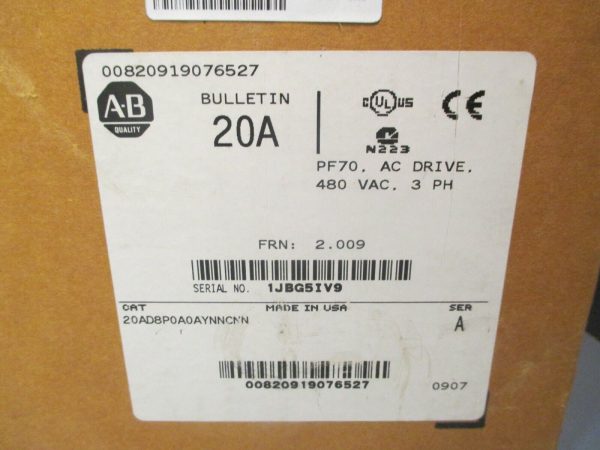 00820919076527
A-B
QUALITY
BULLETIN
20A
C UL US
CE
N223
PF70, AC DRIVE,
480 VAC, 3 PH
FRN: 2.009
SERIAL NO. 1JBG5IV9
CAT MADE IN USA SER
20AD8P0A0AYNNCNN A
00820919076527
0907